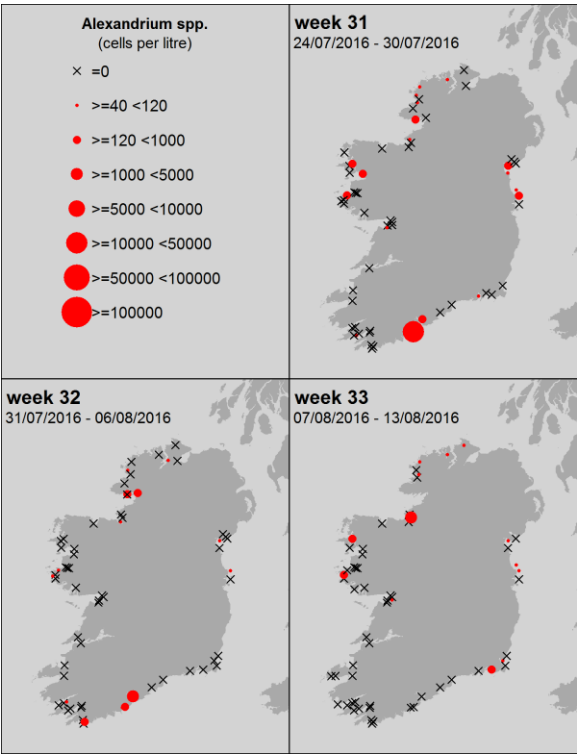 Alexandrium spp.
(cells per litre)
=0
>=40 <120
>=120 <1000
>=1000 <5000
>=5000 <10000
>=10000 <50000
>=50000 <100000
>=100000
week 31
24/07/2016 - 30/07/2016
week 32
31/07/2016 - 06/08/2016
week 33
07/08/2016 - 13/08/2016